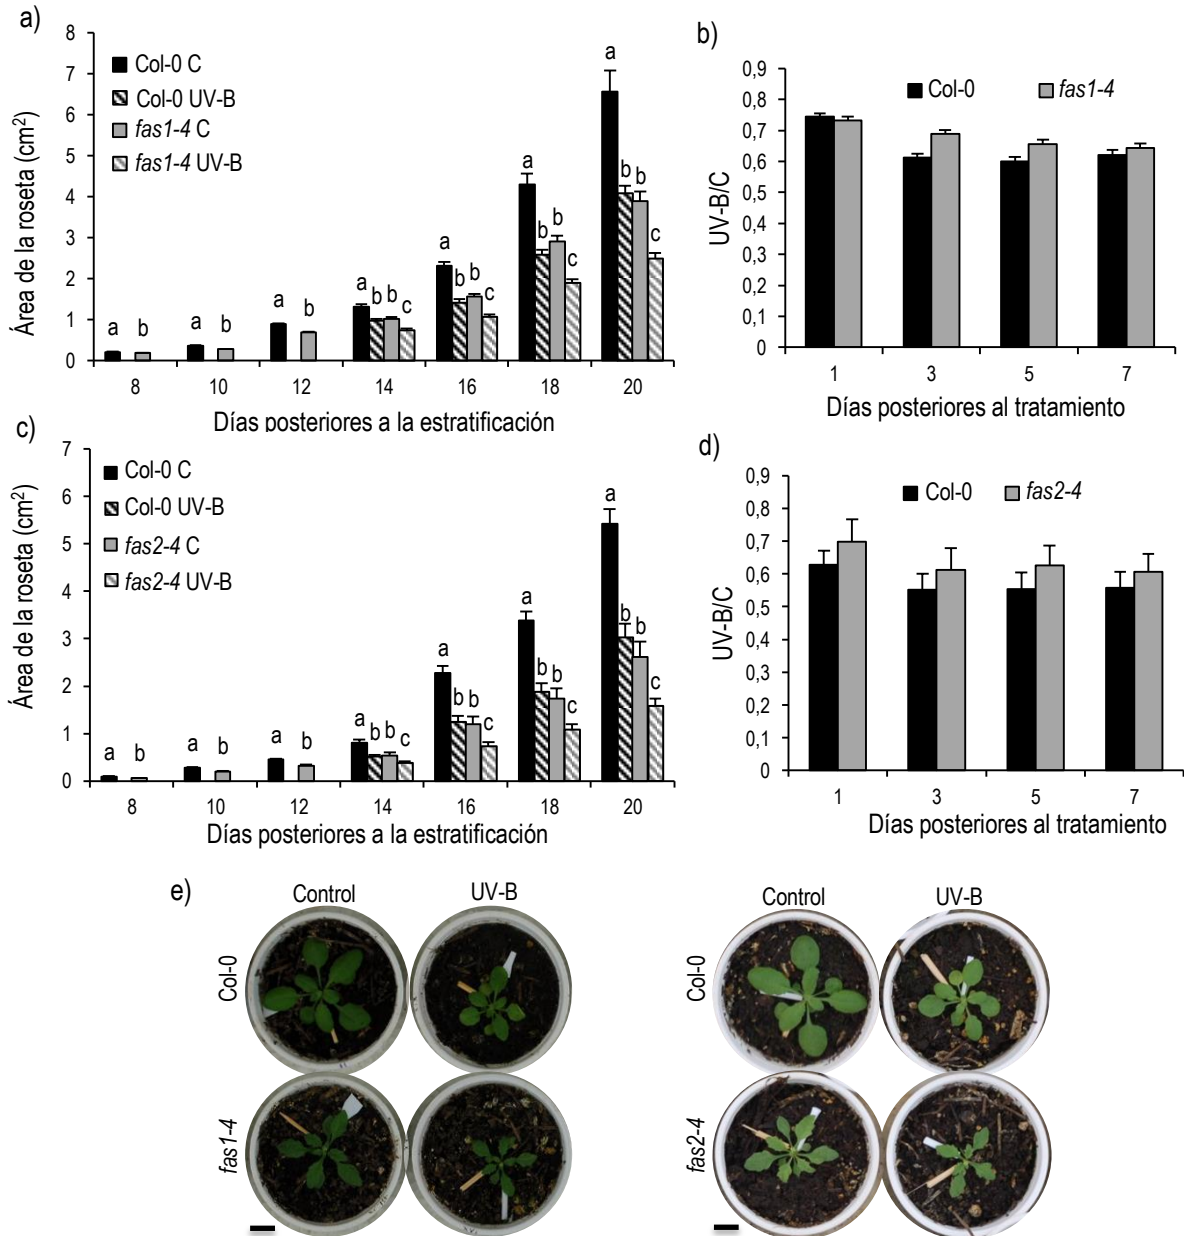 a)
8
7
6
5
4
3
2
1
0
Área de la roseta (cm²)
Col-0 C
Col-0 UV-B
fas1-4 C
fas1-4 UV-B
a b
a b
a b
a b b c
a b b c
a b b c
a b b c
8 10 12 14 16 18 20
Días posteriores a la estratificación
b)
0,9
0,8
0,7
0,6
0,5
0,4
0,3
0,2
0,1
0
UV-B/C
Col-0 fas1-4
1 3 5 7
Días posteriores al tratamiento
c)
7
6
5
4
3
2
1
0
Área de la roseta (cm²)
Col-0 C
Col-0 UV-B
fas2-4 C
fas2-4 UV-B
a b
a b
a b
a b b c
a b b c
a b b c
a b b c
8 10 12 14 16 18 20
Días posteriores a la estratificación
d)
0,9
0,8
0,7
0,6
0,5
0,4
0,3
0,2
0,1
0
UV-B/C
Col-0 fas2-4
1 3 5 7
Días posteriores al tratamiento
e)
Control UV-B
Col-0
fas1-4
Control UV-B
Col-0
fas2-4